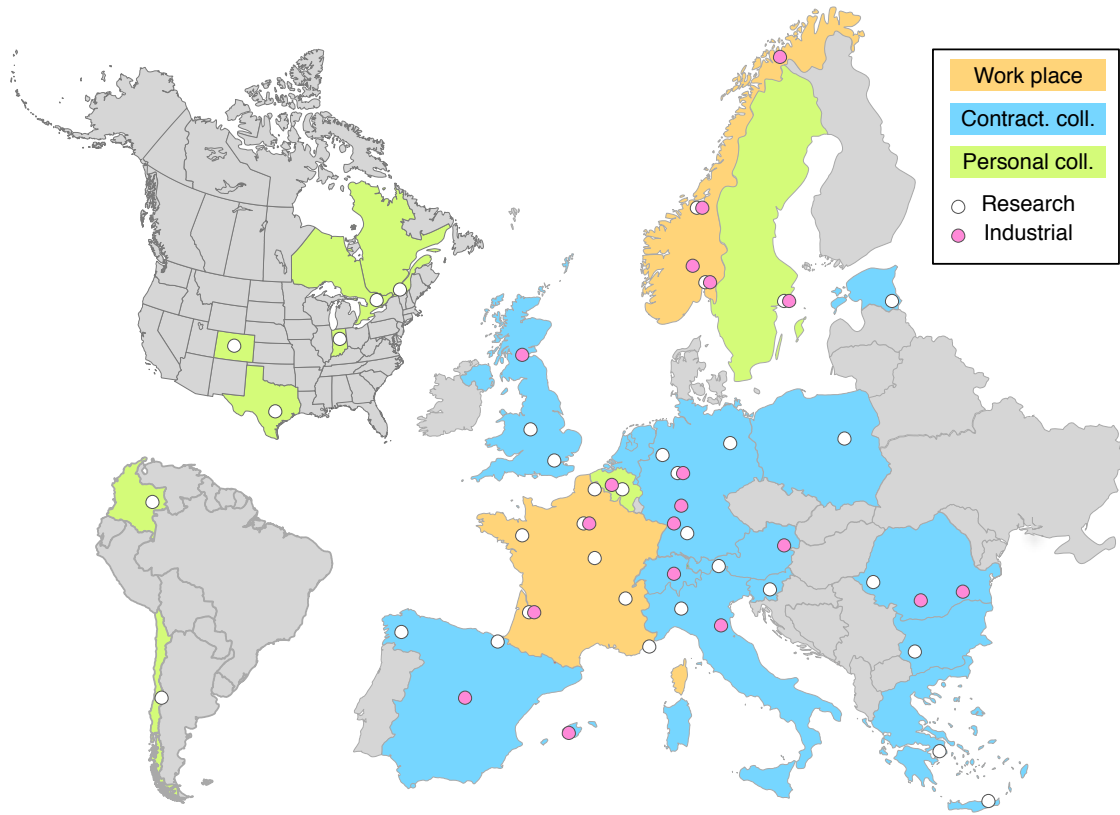 Work place
Contract. coll.
Personal coll.
Research
Industrial